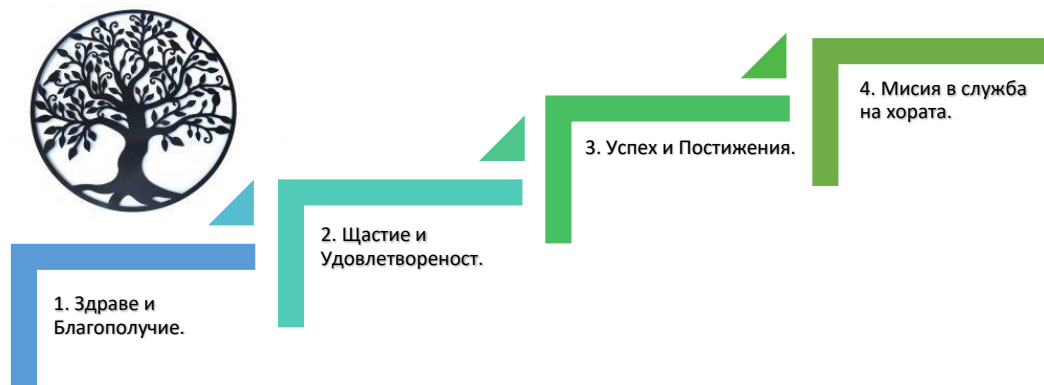 1. Здраве и
Благополучие.
2. Щастие и
Удовлетвореност.
3. Успех и Постижения.
4. Мисия в служба
на хората.